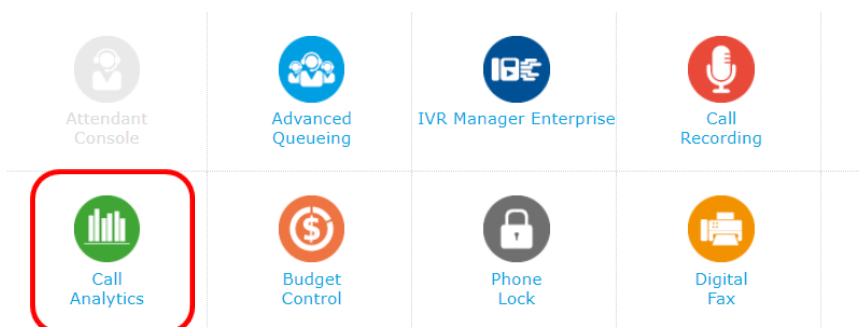 Attendant
Console
Advanced
Queueing
IVR Manager Enterprise
Call
Recording
Call
Analytics
Budget
Control
Phone
Lock
Digital
Fax